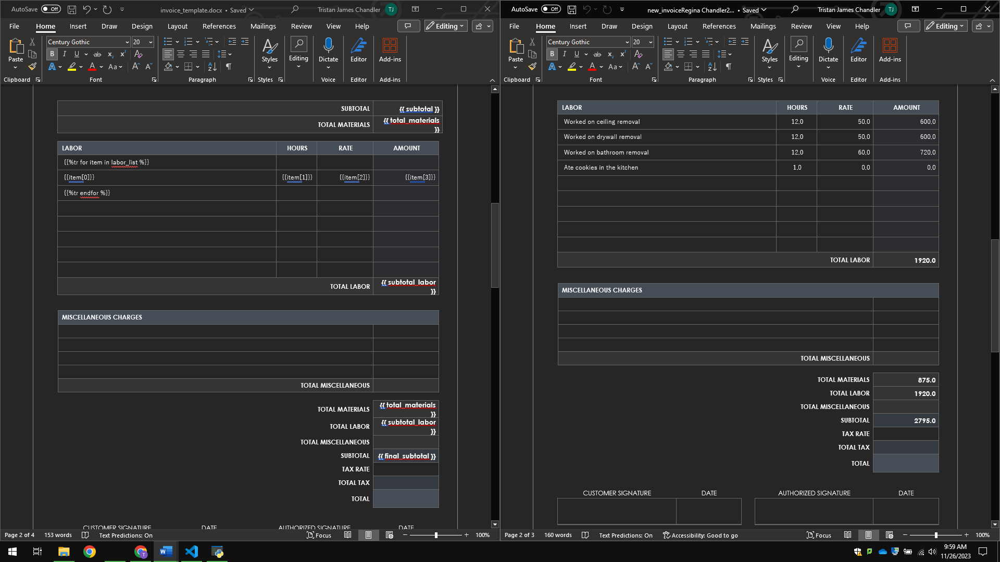 AutoSave Off invoice_template.docx • Saved Tristan James Chandler TJ
File Home Insert Draw Design Layout References Mailings Review View Help Editing
Paste Century Gothic 20 Styles Editing Dictate Editor Add-ins
B I U ab x₂ x² A
A A Aa A A
Clipboard Font Paragraph Styles Voice Editor Add-ins
SUBTOTAL {{ subtotal }}
TOTAL MATERIALS {{ total_materials
}}
LABOR HOURS RATE AMOUNT
{{%tr for item in labor_list %}}
{{item[0]}} {{item[1]}} {{item[2]}} {{item[3]}}
{{%tr endfor %}}
TOTAL LABOR {{ subtotal_labor
}}
MISCELLANEOUS CHARGES
TOTAL MISCELLANEOUS
TOTAL MATERIALS {{ total_materials
}}
TOTAL LABOR {{ subtotal_labor
}}
TOTAL MISCELLANEOUS
SUBTOTAL {{ final_subtotal }}
TAX RATE
TOTAL TAX
TOTAL
CUSTOMER SIGNATURE DATE AUTHORIZED SIGNATURE DATE
Page 2 of 4 153 words Text Predictions: On Focus 100%
AutoSave Off new_invoiceRegina Chandler2... • Saved Tristan James Chandler TJ
File Home Insert Draw Design Layout References Mailings Review View Help Editing
Paste Century Gothic 20 Styles Editing Dictate Editor Add-ins
B I U ab x₂ x² A
A A Aa A A
Clipboard Font Paragraph Styles Voice Editor Add-ins
LABOR HOURS RATE AMOUNT
Worked on ceiling removal 12.0 50.0 600.0
Worked on drywall removal 12.0 50.0 600.0
Worked on bathroom removal 12.0 60.0 720.0
Ate cookies in the kitchen 1.0 0.0 0.0
TOTAL LABOR 1920.0
MISCELLANEOUS CHARGES
TOTAL MISCELLANEOUS
TOTAL MATERIALS 875.0
TOTAL LABOR 1920.0
TOTAL MISCELLANEOUS
SUBTOTAL 2795.0
TAX RATE
TOTAL TAX
TOTAL
CUSTOMER SIGNATURE DATE AUTHORIZED SIGNATURE DATE
Page 2 of 3 160 words Text Predictions: On Accessibility: Good to go Focus 100%
9:59 AM
11/26/2023